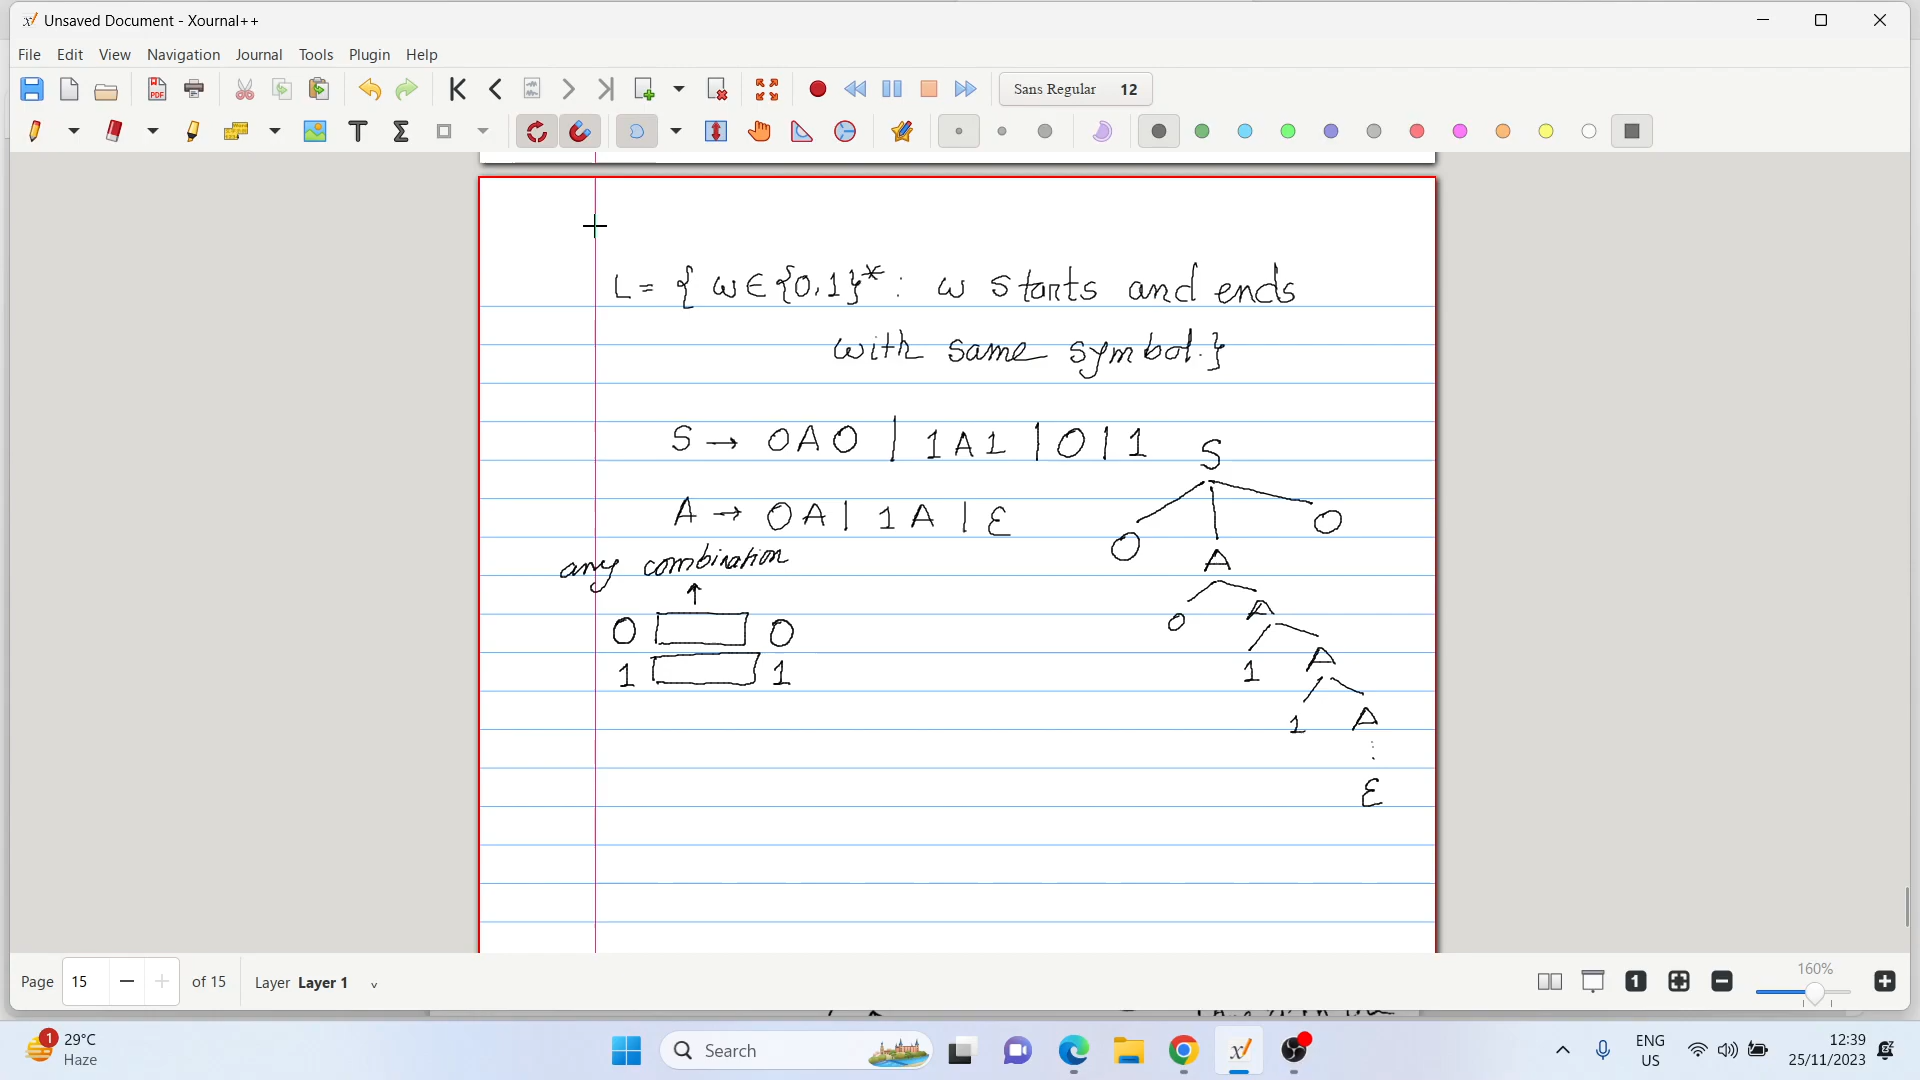 Unsaved Document - Xournal++
File Edit View Navigation Journal Tools Plugin Help
PDF
Sans Regular 12
T Σ
L = { w ∈ {0,1}* : w starts and ends
with same symbol. }
S → 0A0 | 1A1 | 0 | 1
A → 0A | 1A | ε
any combination
↑
0 0
1 1
S
0 A 0
0 A
1 A
1 A
⋮
ε
Page 15 of 15 Layer Layer 1
1
160%
1 29°C
Haze
Search
ENG
US
12:39
25/11/2023